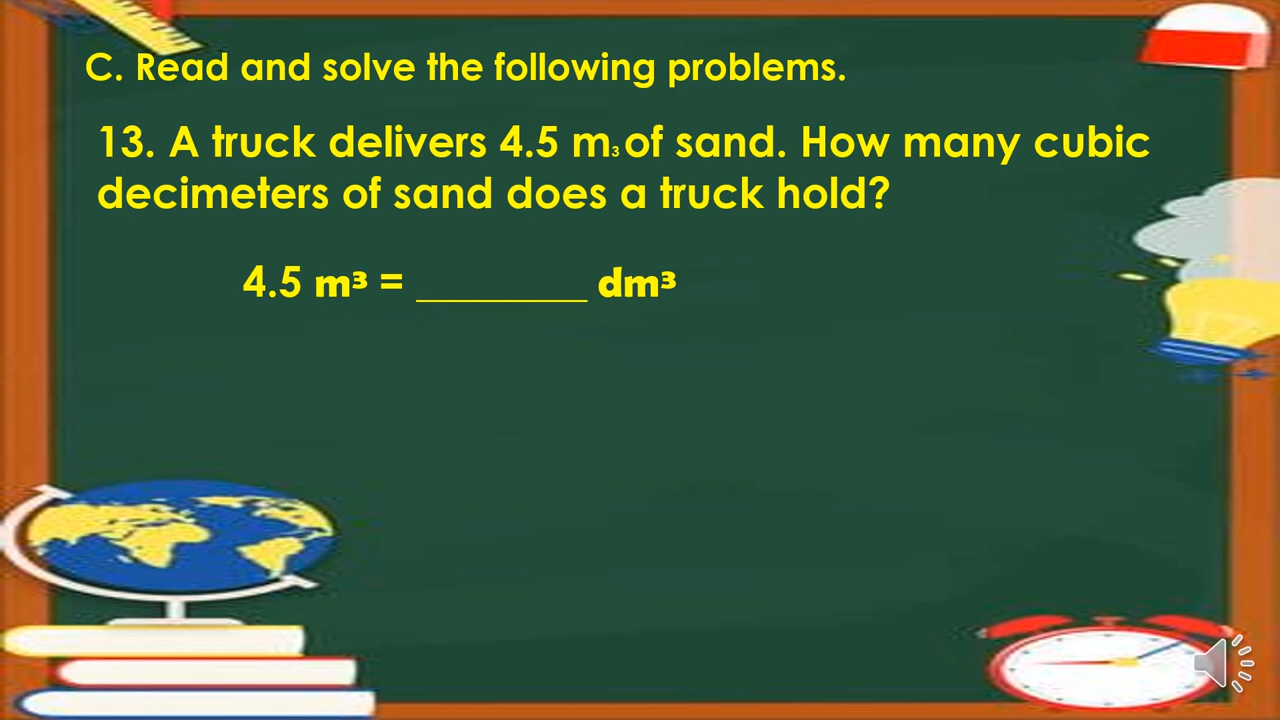 C. Read and solve the following problems.
13. A truck delivers 4.5 m₃ of sand. How many cubic
decimeters of sand does a truck hold?
4.5 m³ = ________ dm³